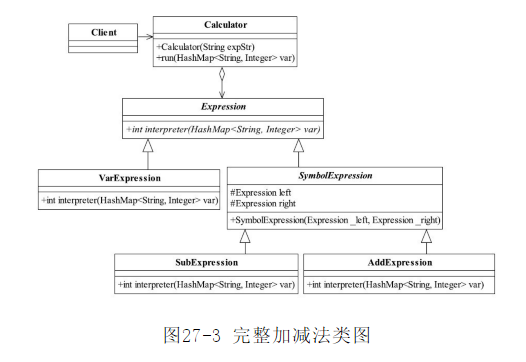 Client
Calculator
+Calculator(String expStr)
+run(HashMap<String, Integer> var)
Expression
+int interpreter(HashMap<String, Integer> var)
VarExpression
+int interpreter(HashMap<String, Integer> var)
SymbolExpression
#Expression left
#Expression right
+SymbolExpression(Expression _left, Expression _right)
SubExpression
+int interpreter(HashMap<String, Integer> var)
AddExpression
+int interpreter(HashMap<String, Integer> var)
图27-3 完整加减法类图